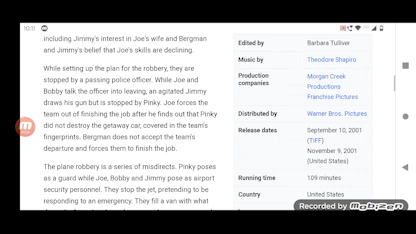 10:11
including Jimmy's interest in Joe's wife and Bergman
and Jimmy's belief that Joe's skills are declining.
While setting up the plan for the robbery, they are
stopped by a passing police officer. While Joe and
Bobby talk the officer into leaving, an agitated Jimmy
draws his gun but is stopped by Pinky. Joe forces the
team out of finishing the job after he finds out that Pinky
did not destroy the getaway car, covered in the team's
fingerprints. Bergman does not accept the team's
departure and forces them to finish the job.
The plane robbery is a series of misdirects. Pinky poses
as a guard while Joe, Bobby and Jimmy pose as airport
security personnel. They stop the jet, pretending to be
responding to an emergency. They fill a van with what
Edited by Barbara Tulliver
Music by Theodore Shapiro
Production Morgan Creek
companies Productions
Franchise Pictures
Distributed by Warner Bros. Pictures
Release dates September 10, 2001
(TIFF)
November 9, 2001
(United States)
Running time 109 minutes
Country United States
Recorded by Mobizen